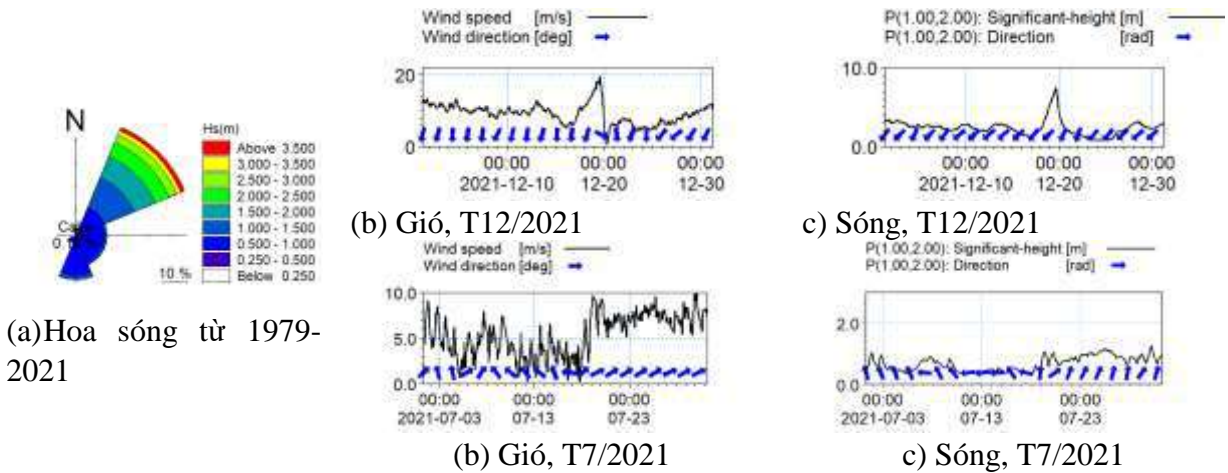 N
Hs(m)
Above 3.500
3.000 - 3.500
2.500 - 3.000
2.000 - 2.500
1.500 - 2.000
1.000 - 1.500
0.500 - 1.000
0.250 - 0.500
Below 0.250
10 %
(a)Hoa sóng từ 1979-
2021
Wind speed [m/s]
Wind direction [deg]
20
0
00:00 00:00 00:00
2021-12-10 12-20 12-30
(b) Gió, T12/2021
P(1.00,2.00): Significant-height [m]
P(1.00,2.00): Direction [rad]
10.0
0.0
00:00 00:00 00:00
2021-12-10 12-20 12-30
c) Sóng, T12/2021
Wind speed [m/s]
Wind direction [deg]
10.0
5.0
0.0
00:00 00:00 00:00
2021-07-03 07-13 07-23
(b) Gió, T7/2021
P(1.00,2.00): Significant-height [m]
P(1.00,2.00): Direction [rad]
2.0
0.0
00:00 00:00 00:00
2021-07-03 07-13 07-23
c) Sóng, T7/2021